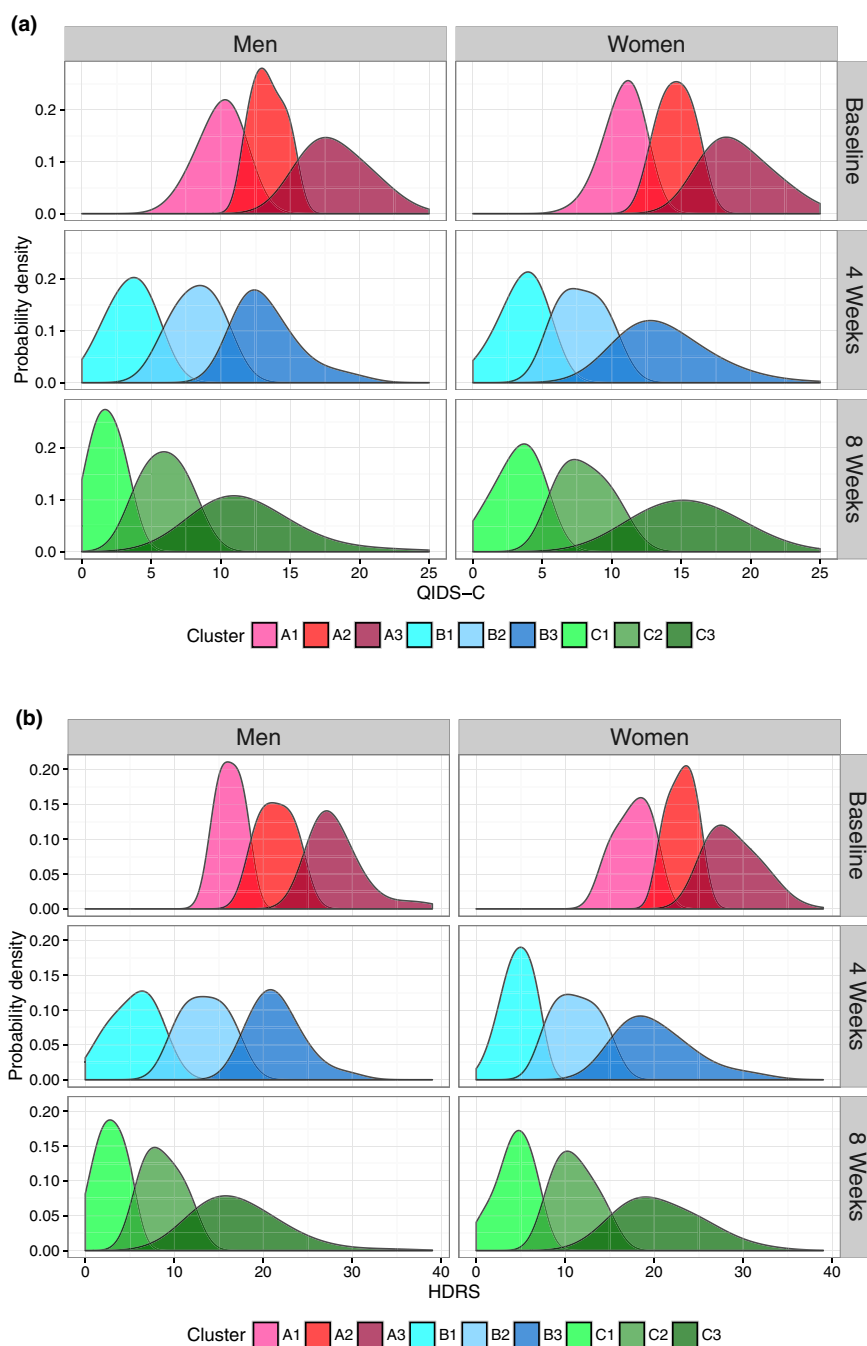 (a)
Men Women
Baseline
0.2
0.1
0.0
4 Weeks
0.2
0.1
0.0
8 Weeks
0.2
0.1
0.0
Probability density
0 5 10 15 20 25 0 5 10 15 20 25
QIDS−C
Cluster A1 A2 A3 B1 B2 B3 C1 C2 C3
(b)
Men Women
Baseline
0.20
0.15
0.10
0.05
0.00
4 Weeks
0.20
0.15
0.10
0.05
0.00
8 Weeks
0.20
0.15
0.10
0.05
0.00
Probability density
0 10 20 30 40 0 10 20 30 40
HDRS
Cluster A1 A2 A3 B1 B2 B3 C1 C2 C3